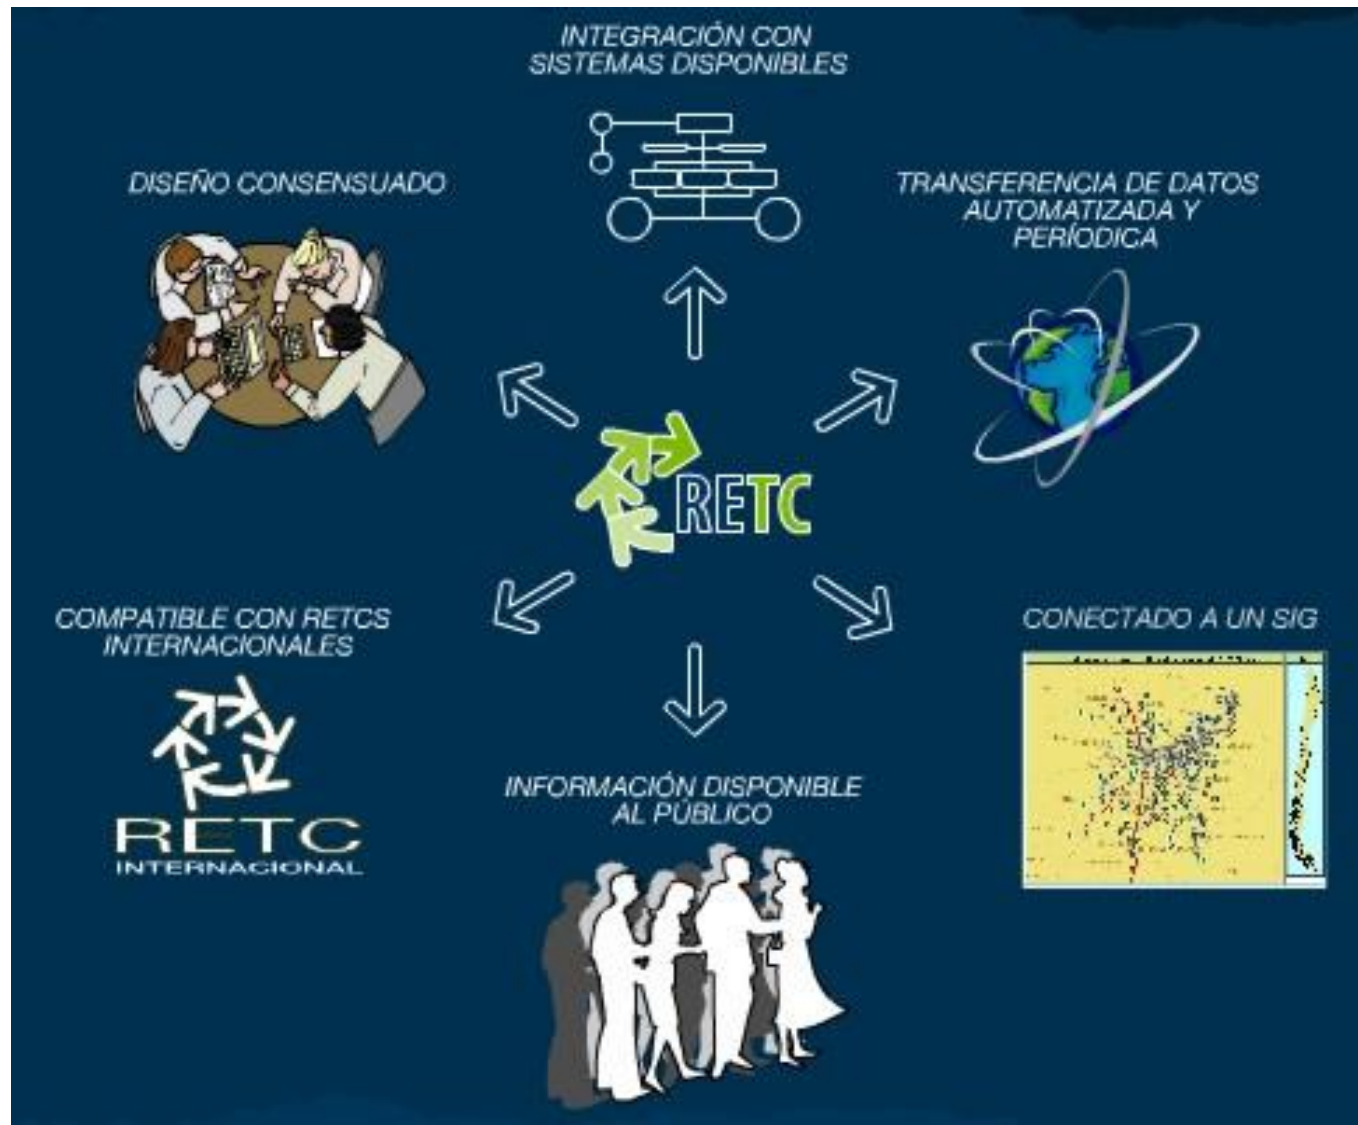 INTEGRACIÓN CON
SISTEMAS DISPONIBLES
DISEÑO CONSENSUADO
TRANSFERENCIA DE DATOS
AUTOMATIZADA Y
PERÍODICA
RETC
COMPATIBLE CON RETCS
INTERNACIONALES
RETC
INTERNACIONAL
CONECTADO A UN SIG
INFORMACIÓN DISPONIBLE
AL PÚBLICO